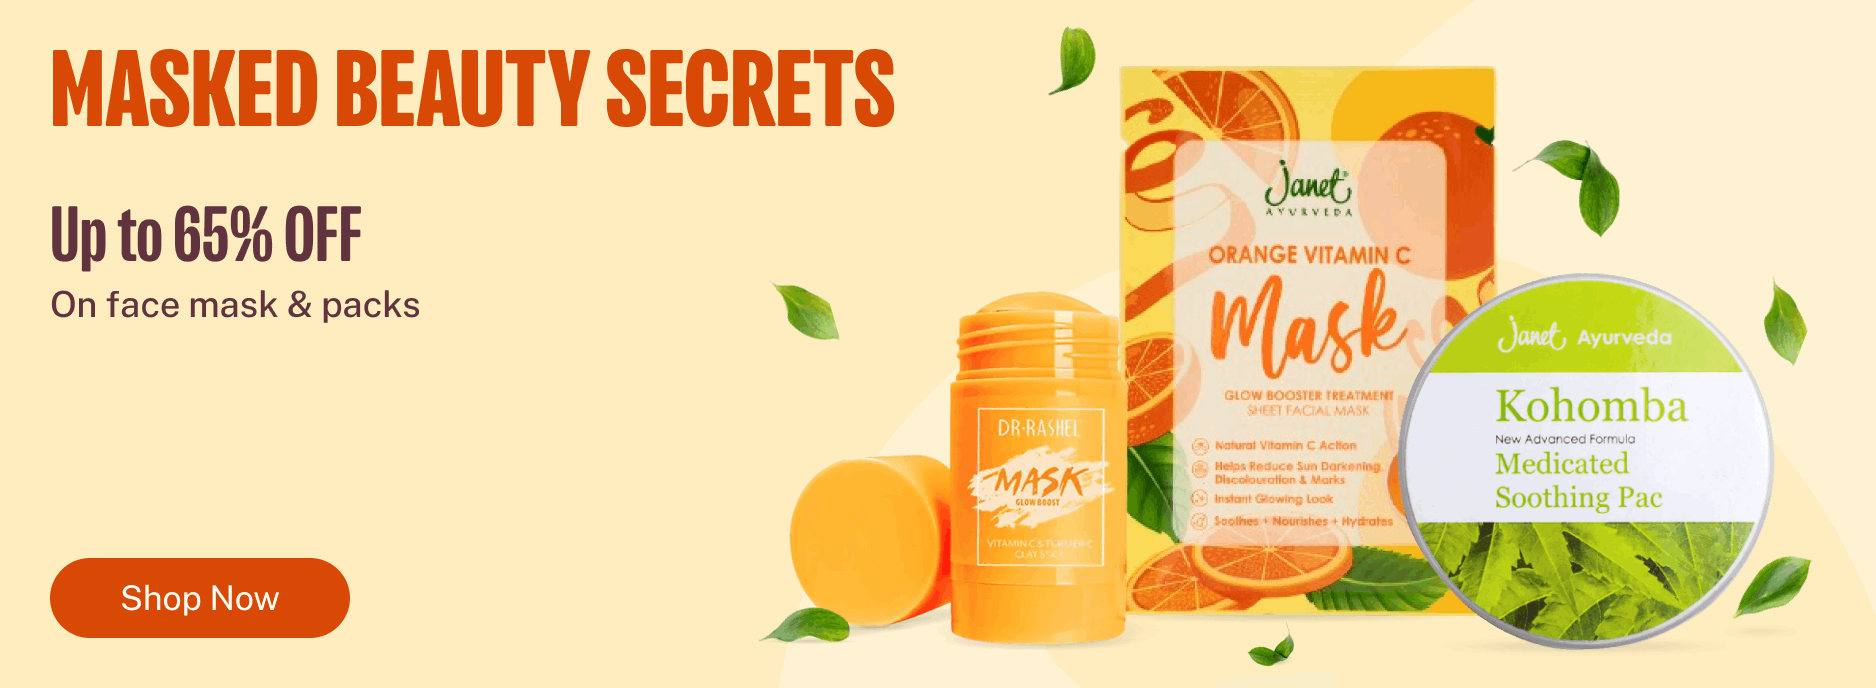 MASKED BEAUTY SECRETS
Up to 65% OFF
On face mask & packs
Shop Now
DR·RASHEL
MASK
GLOW BOOST
VITAMIN C & TURMERIC
CLAY STICK
Janet
AYURVEDA
ORANGE VITAMIN C
Mask
GLOW BOOSTER TREATMENT
SHEET FACIAL MASK
Natural Vitamin C Action
Helps Reduce Sun Darkening,
Discolouration & Marks
Instant Glowing Look
Soothes + Nourishes + Hydrates
Janet Ayurveda
Kohomba
New Advanced Formula
Medicated
Soothing Pac